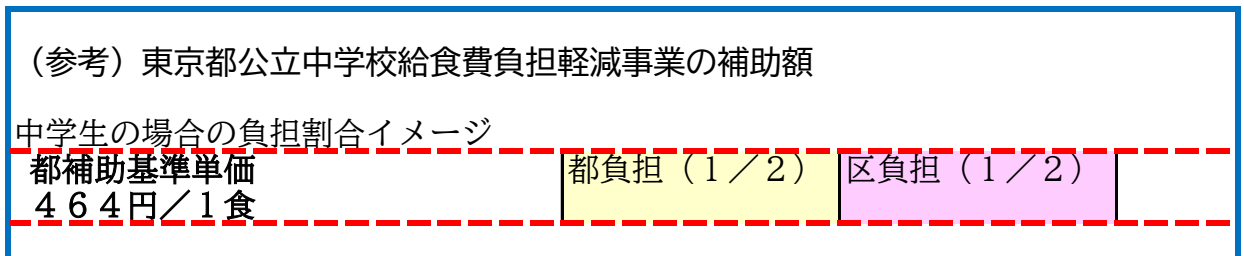 （参考）東京都公立中学校給食費負担軽減事業の補助額
中学生の場合の負担割合イメージ
都補助基準単価
４６４円／１食
都負担（１／２）
区負担（１／２）